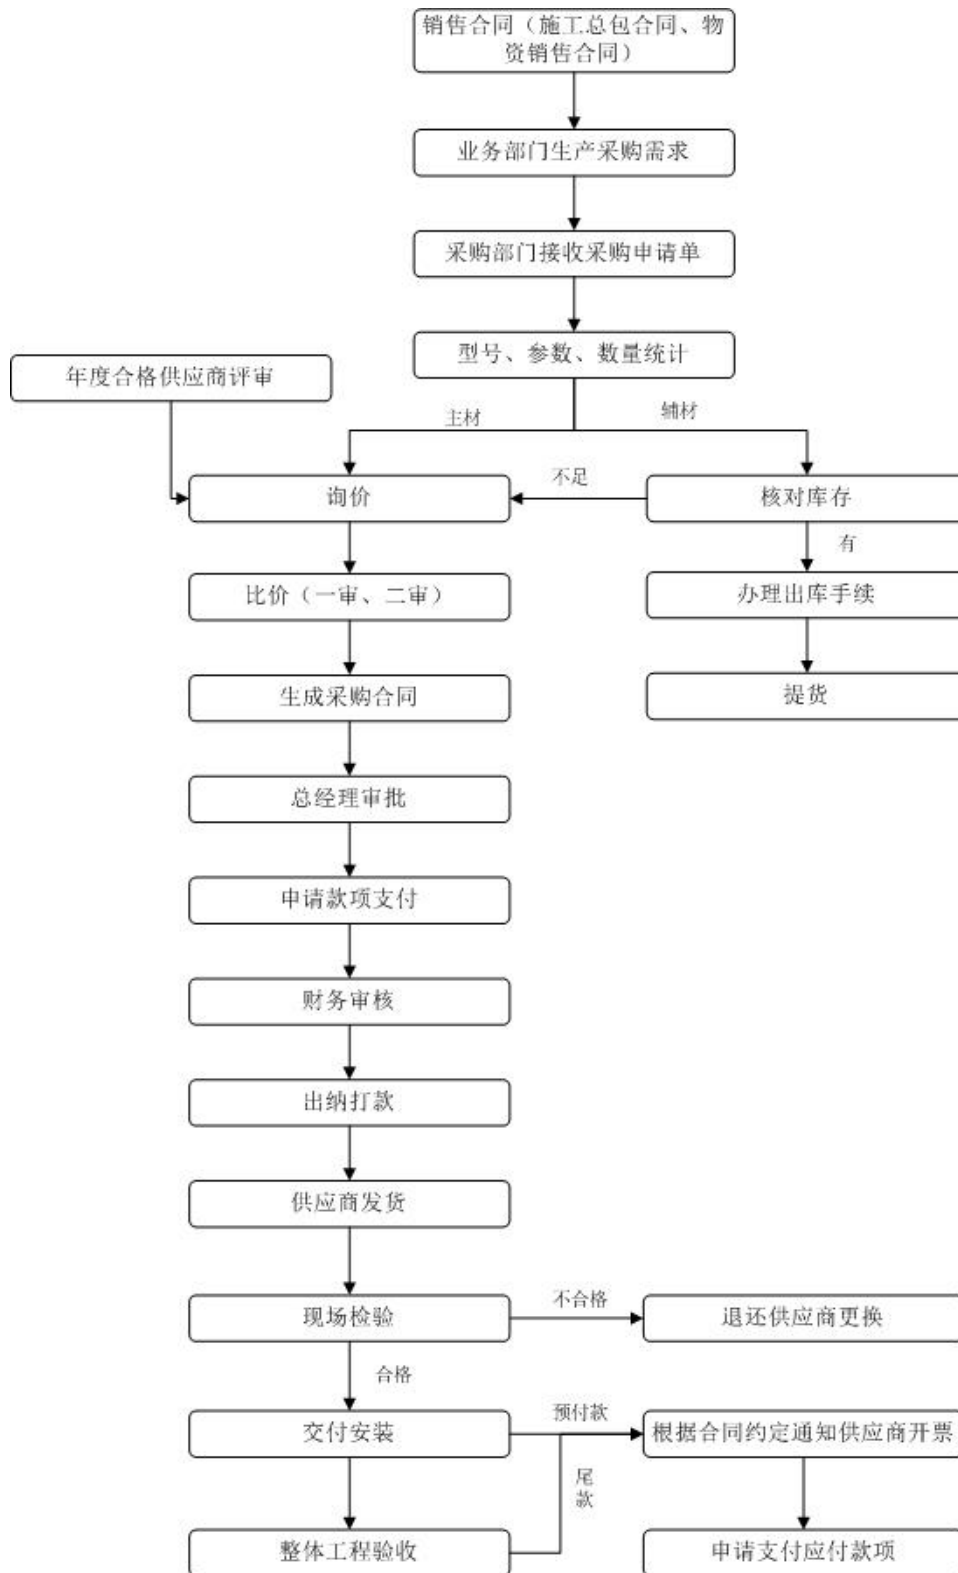 销售合同（施工总包合同、物
资销售合同）
业务部门生产采购需求
采购部门接收采购申请单
型号、参数、数量统计
年度合格供应商评审
主材
辅材
询价
不足
核对库存
有
比价（一审、二审）
办理出库手续
生成采购合同
提货
总经理审批
申请款项支付
财务审核
出纳打款
供应商发货
现场检验
不合格
退还供应商更换
合格
交付安装
预付款
根据合同约定通知供应商开票
尾
款
整体工程验收
申请支付应付款项